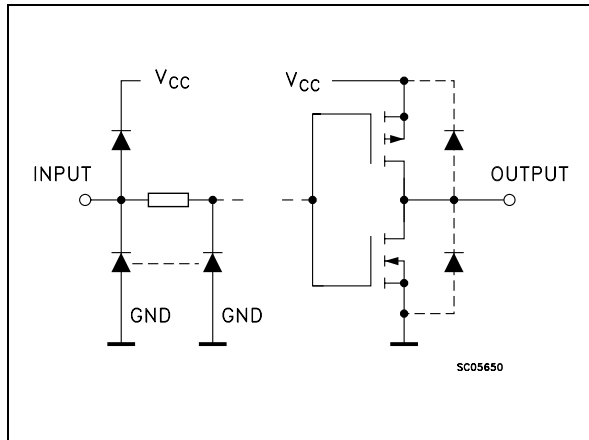 VCC
VCC
INPUT
OUTPUT
GND
GND
SC05650